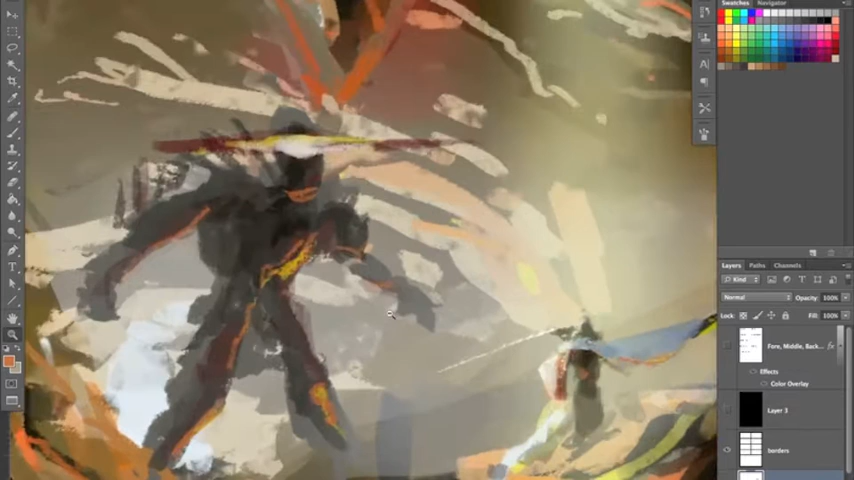 Swatches Navigator
Layers Paths Channels
Kind
Normal Opacity: 100%
Lock: Fill: 100%
Fore, Middle, Back... fx
Effects
Color Overlay
Layer 3
borders